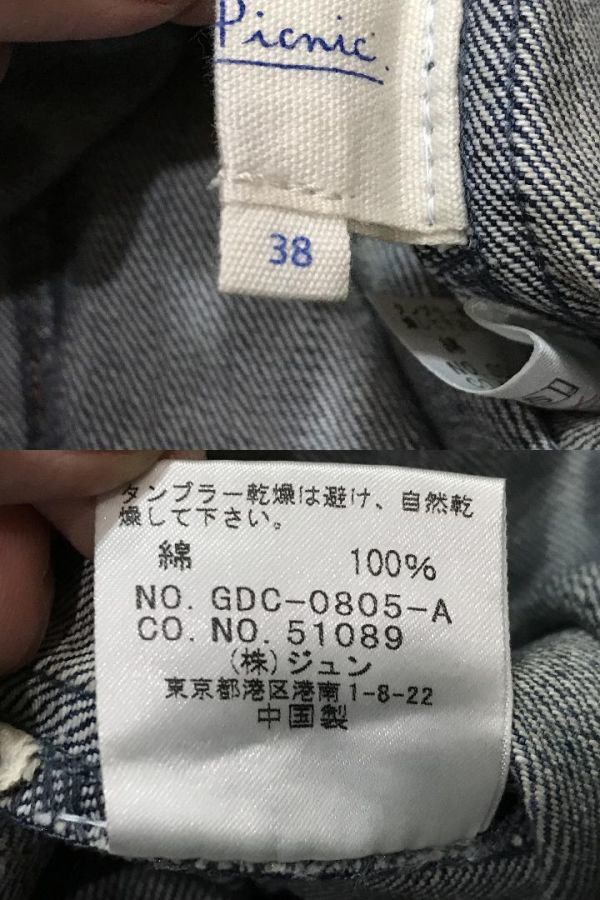 Picnic.
38
タンブラー乾燥は避け、自然乾
燥して下さい。
綿 100%
NO. GDC-0805-A
CO. NO. 51089
(株)ジュン
東京都港区港南1-8-22
中国製